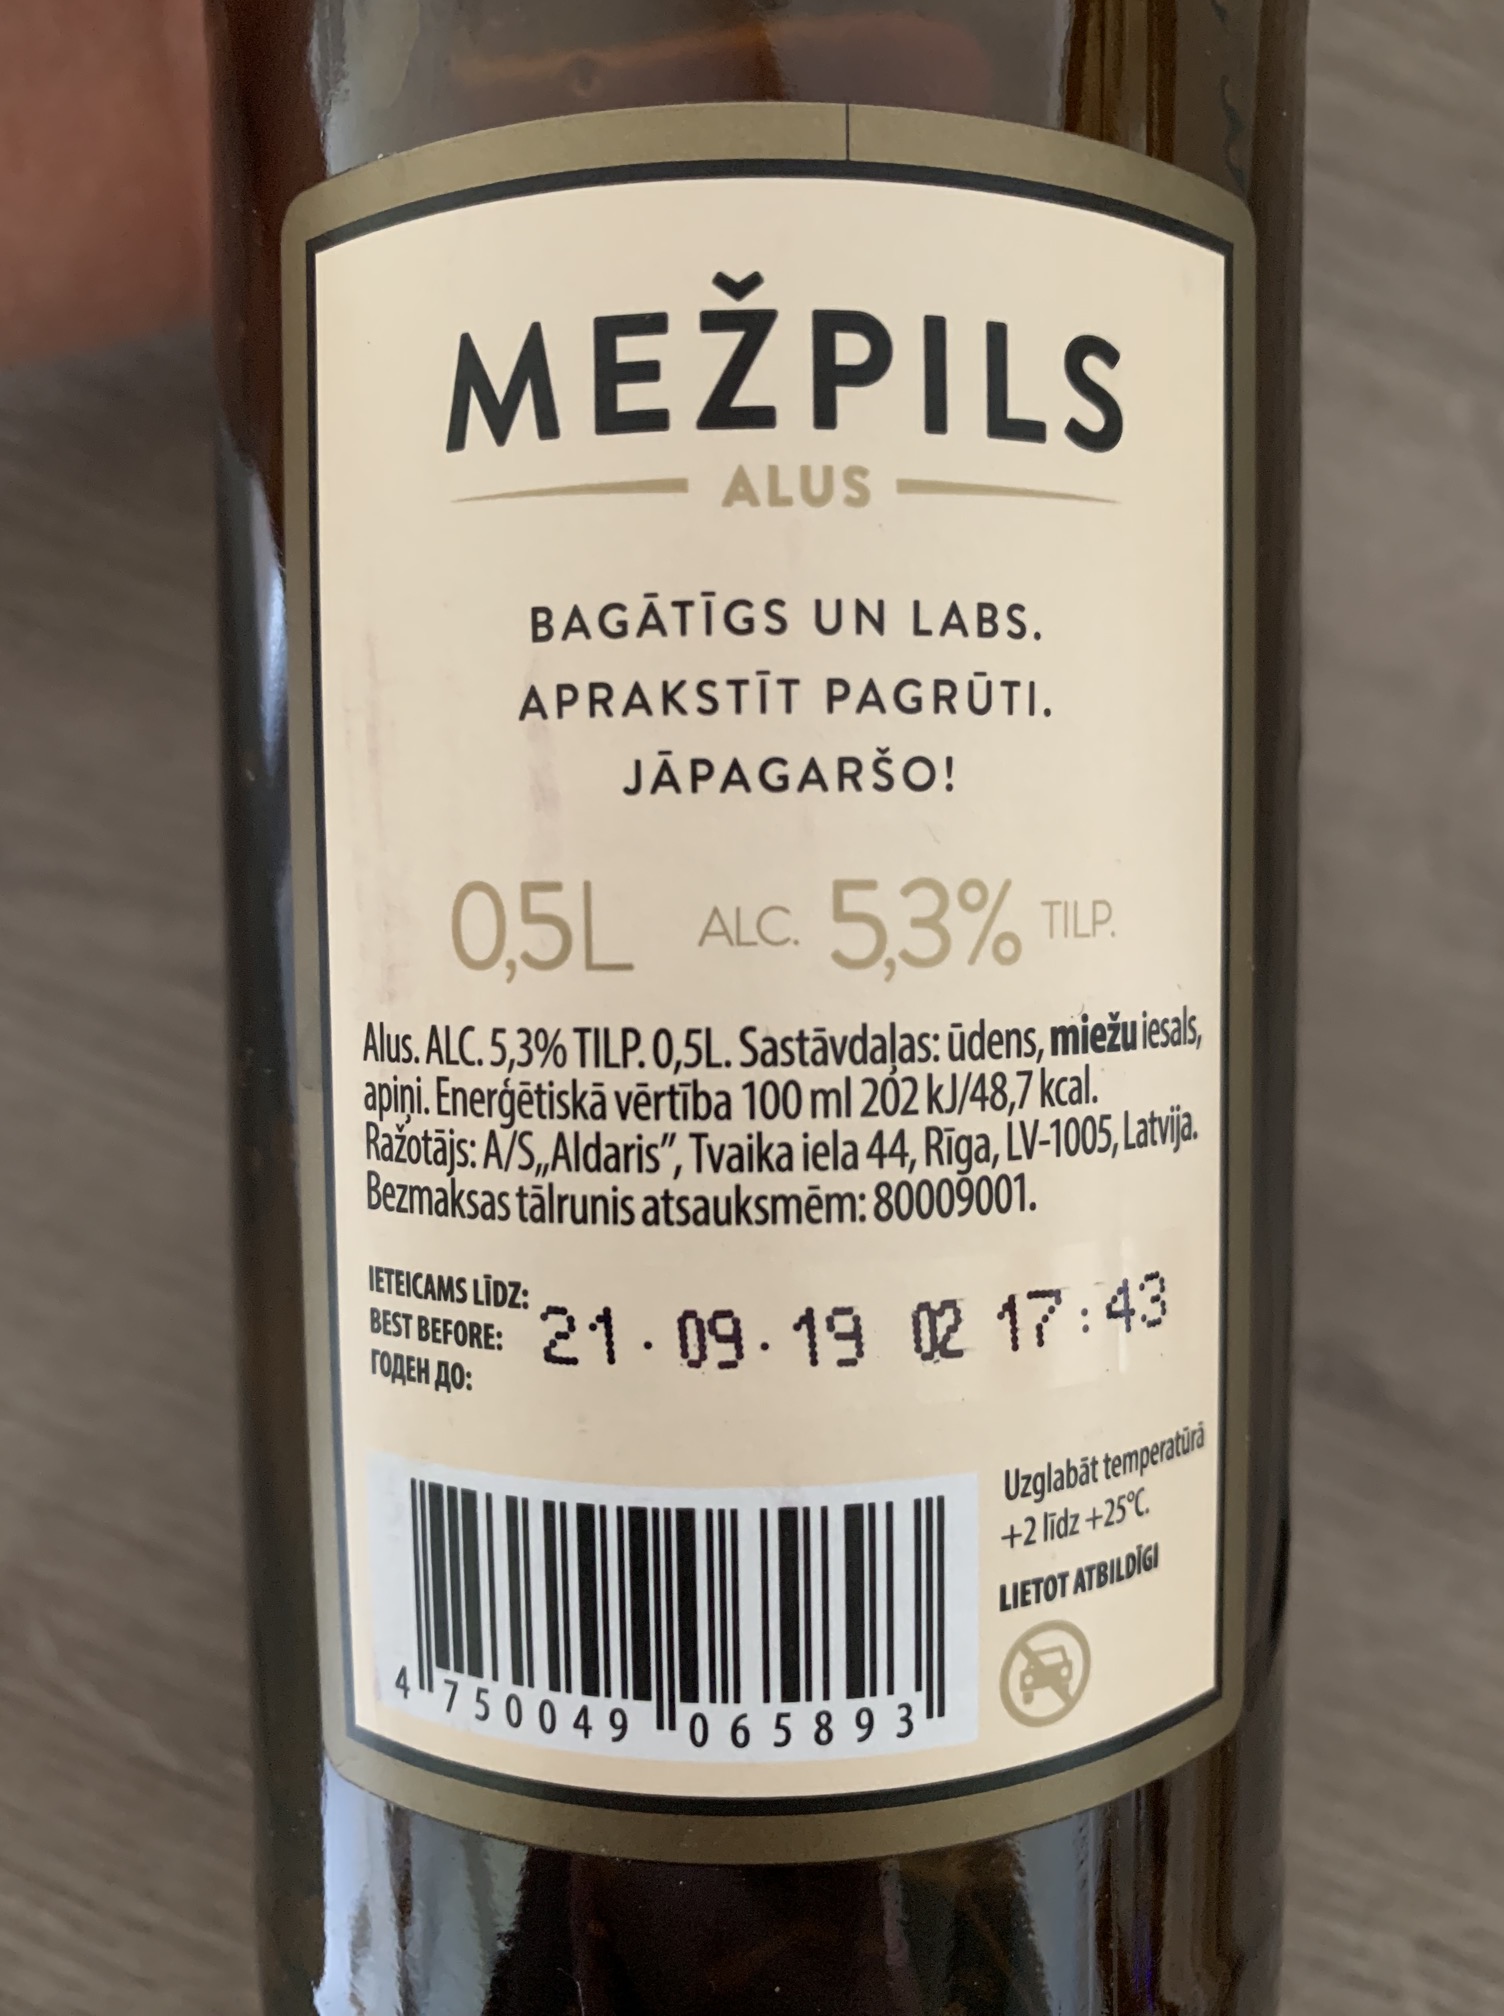 MEŽPILS
ALUS
BAGĀTĪGS UN LABS.
APRAKSTĪT PAGRŪTI.
JĀPAGARŠO!
0,5L ALC. 5,3% TILP.
Alus. ALC. 5,3% TILP. 0,5L. Sastāvdaļas: ūdens, miežu iesals,
apiņi. Enerģētiskā vērtība 100 ml 202 kJ/48,7 kcal.
Ražotājs: A/S „Aldaris”, Tvaika iela 44, Rīga, LV-1005, Latvija.
Bezmaksas tālrunis atsauksmēm: 80009001.
IETEICAMS LĪDZ:
BEST BEFORE:
ГОДЕН ДО:
21.09.19 02 17:43
Uzglabāt temperatūrā
+2 līdz +25°C.
LIETOT ATBILDĪGI
4 750049 065893